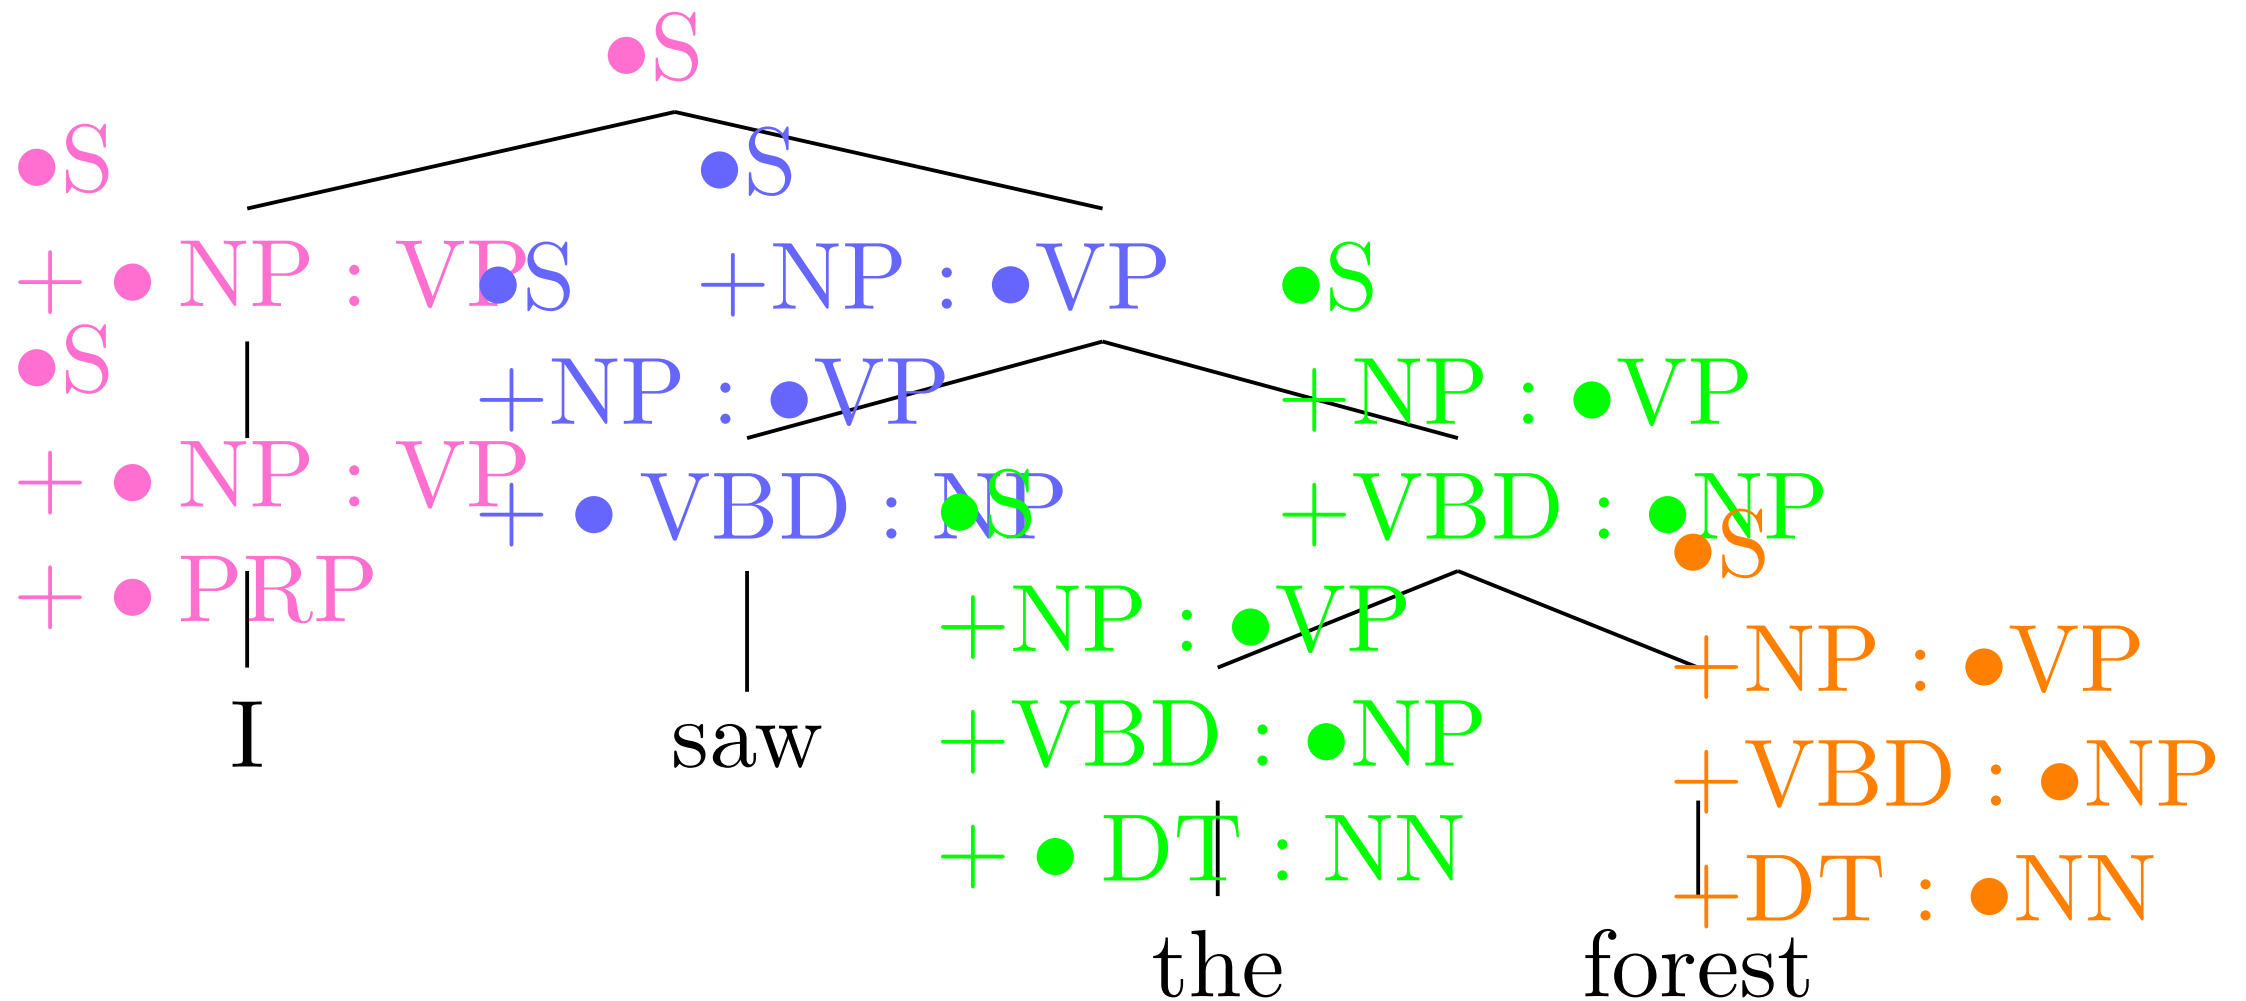 ●S
●S
+ ● NP : VP
●S
+NP : ●VP
●S
+ ● NP : VP
+ ● PRP
I
●S
+NP : ●VP
+ ● VBD : NP
saw
●S
+NP : ●VP
+VBD : ●NP
●S
+NP : ●VP
+VBD : ●NP
+ ● DT : NN
the
●S
+NP : ●VP
+VBD : ●NP
+DT : ●NN
forest